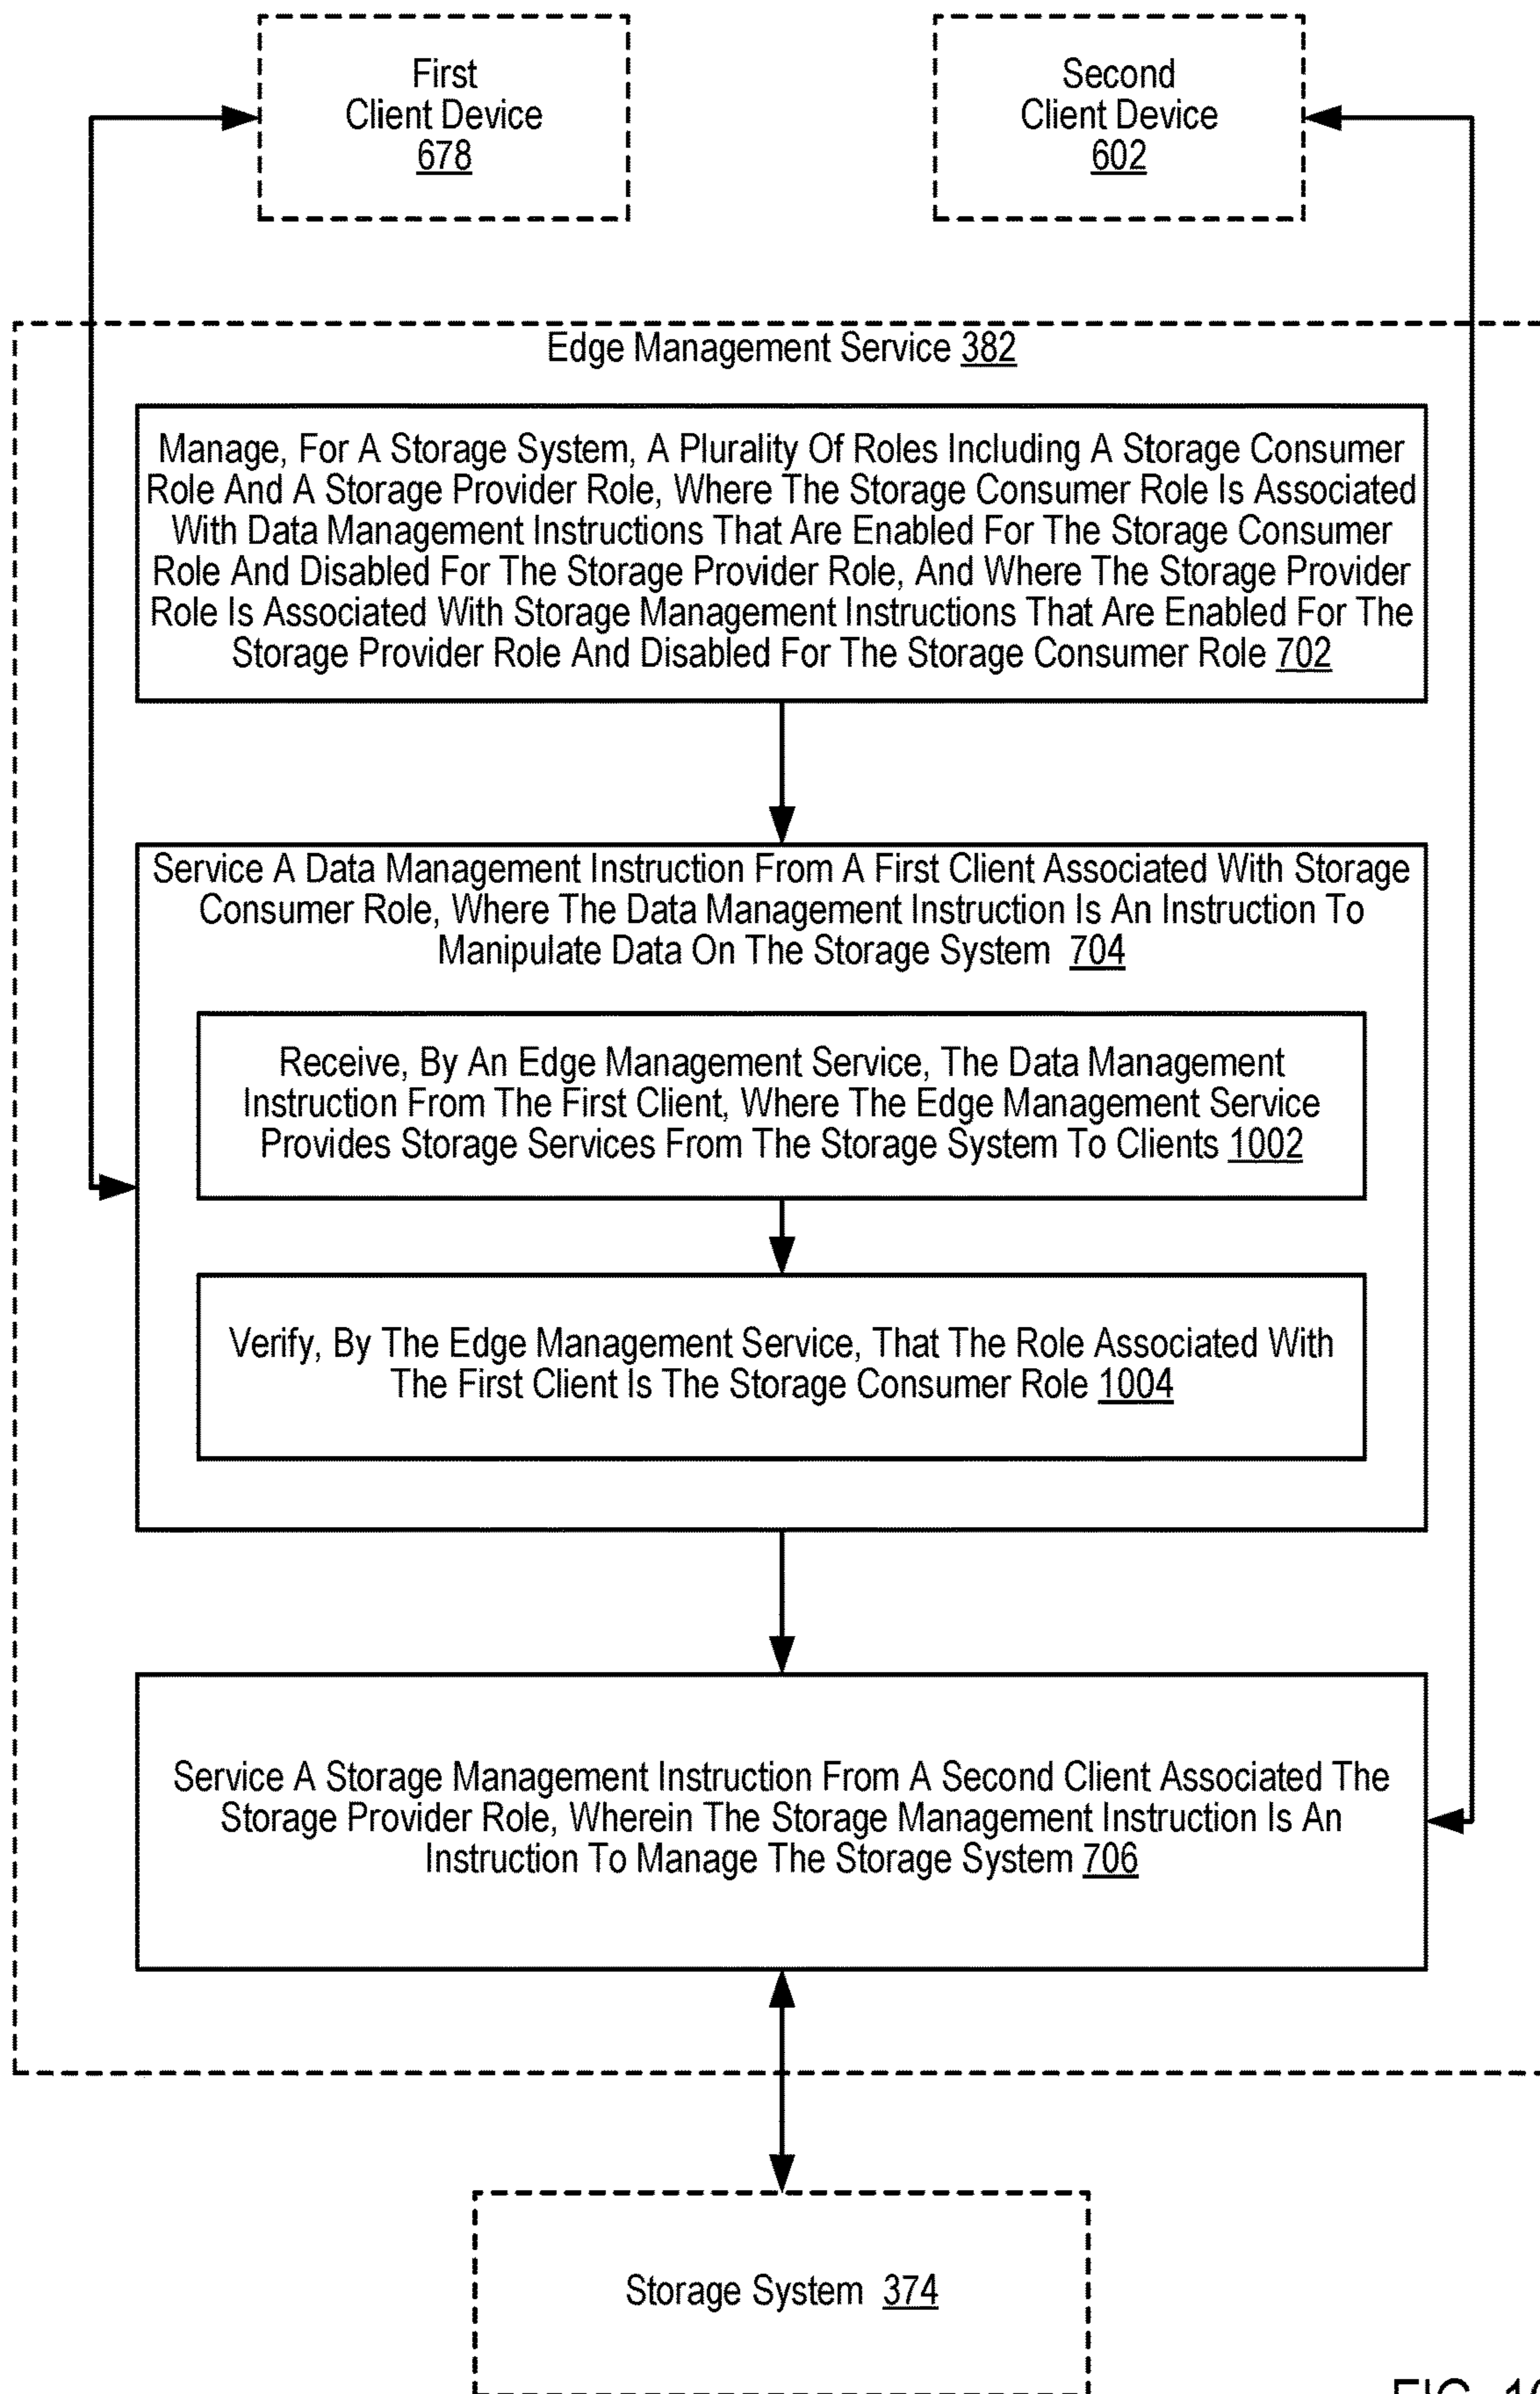 First
Client Device
678
Second
Client Device
602
Edge Management Service 382
Manage, For A Storage System, A Plurality Of Roles Including A Storage Consumer
Role And A Storage Provider Role, Where The Storage Consumer Role Is Associated
With Data Management Instructions That Are Enabled For The Storage Consumer
Role And Disabled For The Storage Provider Role, And Where The Storage Provider
Role Is Associated With Storage Management Instructions That Are Enabled For The
Storage Provider Role And Disabled For The Storage Consumer Role 702
Service A Data Management Instruction From A First Client Associated With Storage
Consumer Role, Where The Data Management Instruction Is An Instruction To
Manipulate Data On The Storage System 704
Receive, By An Edge Management Service, The Data Management
Instruction From The First Client, Where The Edge Management Service
Provides Storage Services From The Storage System To Clients 1002
Verify, By The Edge Management Service, That The Role Associated With
The First Client Is The Storage Consumer Role 1004
Service A Storage Management Instruction From A Second Client Associated The
Storage Provider Role, Wherein The Storage Management Instruction Is An
Instruction To Manage The Storage System 706
Storage System 374
FIG.